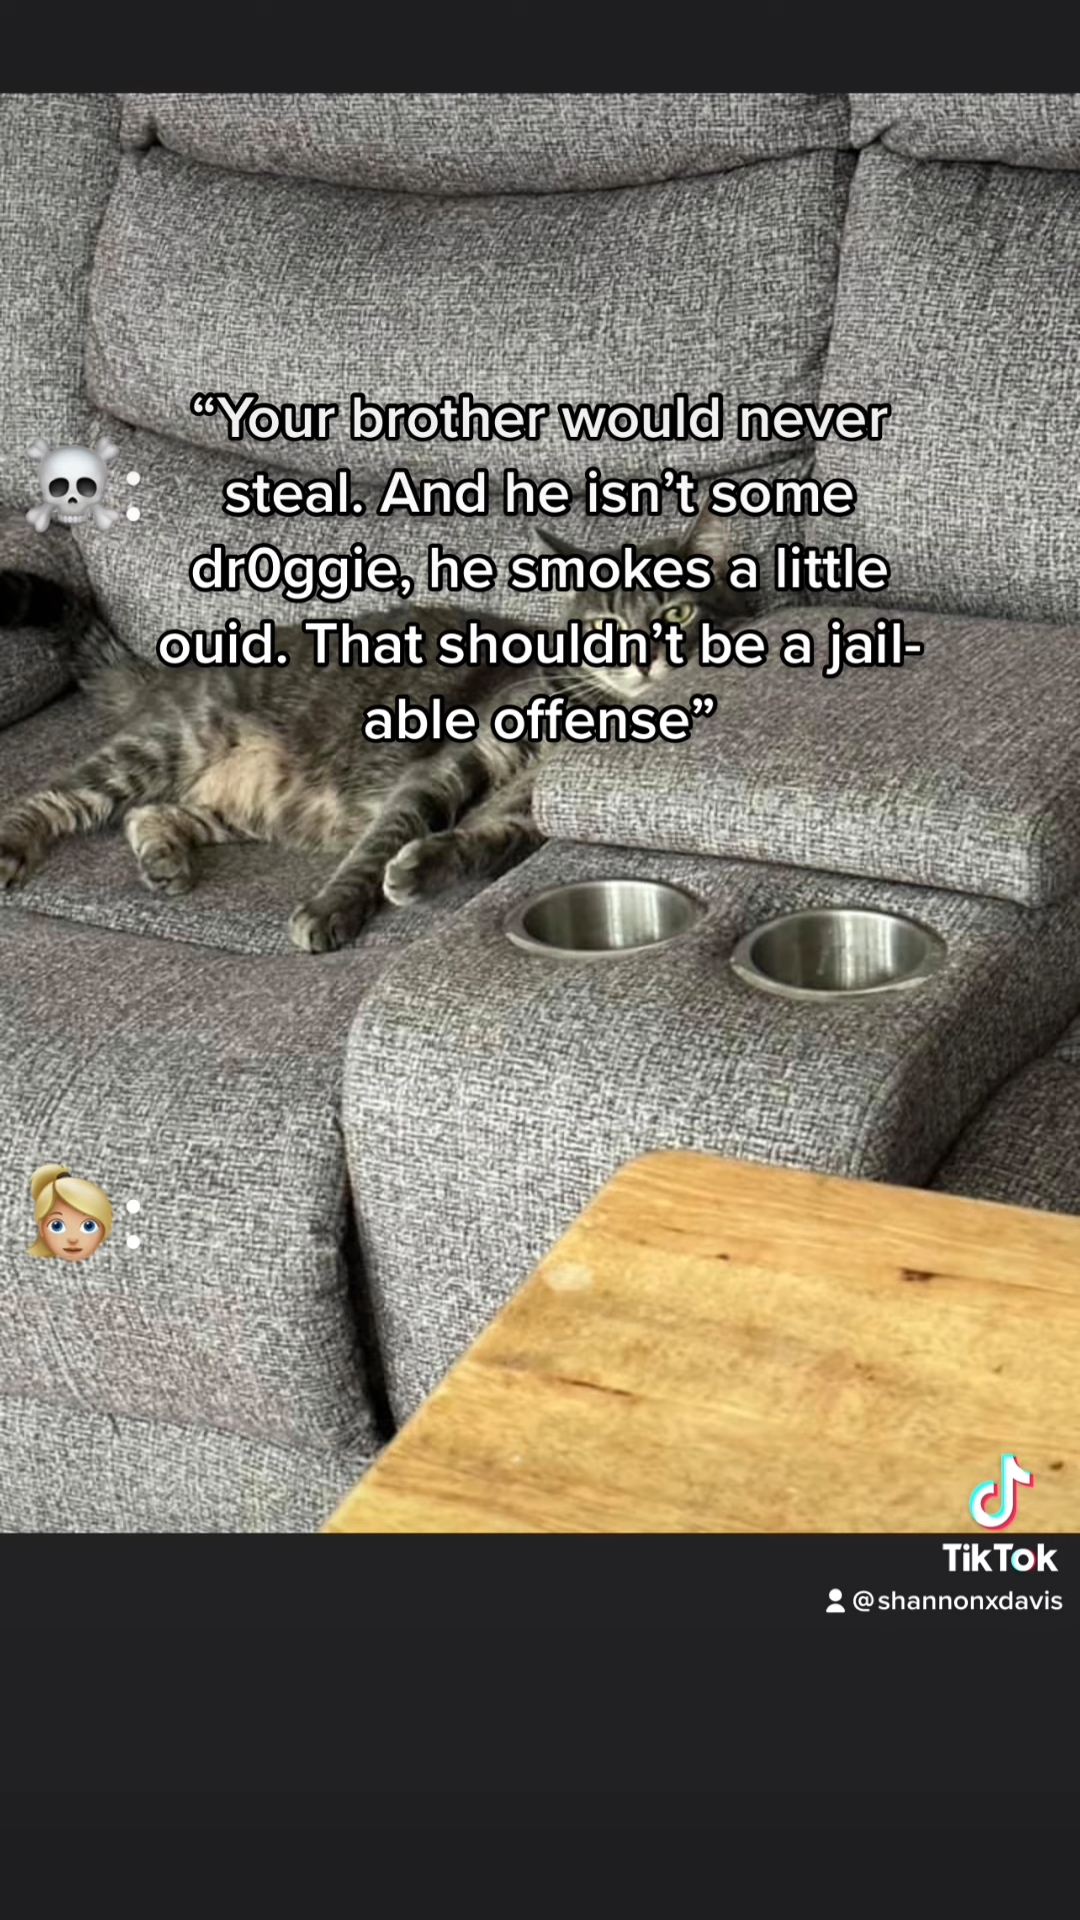 “Your brother would never
☠️: steal. And he isn’t some
dr0ggie, he smokes a little
ouid. That shouldn’t be a jail-
able offense”
👱🏼‍♀️:
TikTok
@shannonxdavis